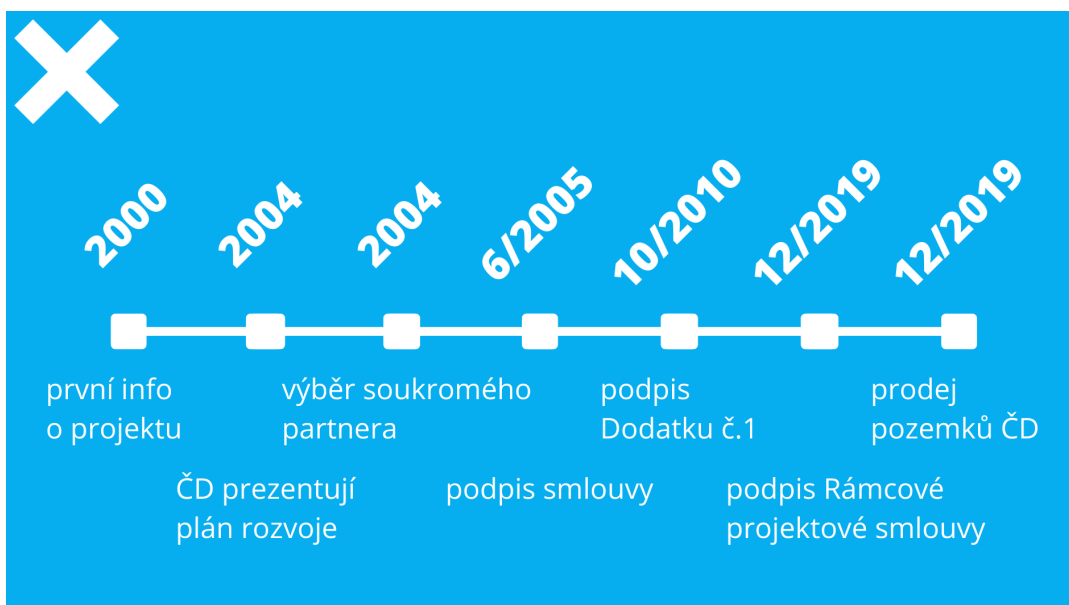 2000
2004
2004
6/2005
10/2010
12/2019
12/2019
první info
o projektu
ČD prezentují
plán rozvoje
výběr soukromého
partnera
podpis smlouvy
podpis
Dodatku č.1
podpis Rámcové
projektové smlouvy
prodej
pozemků ČD